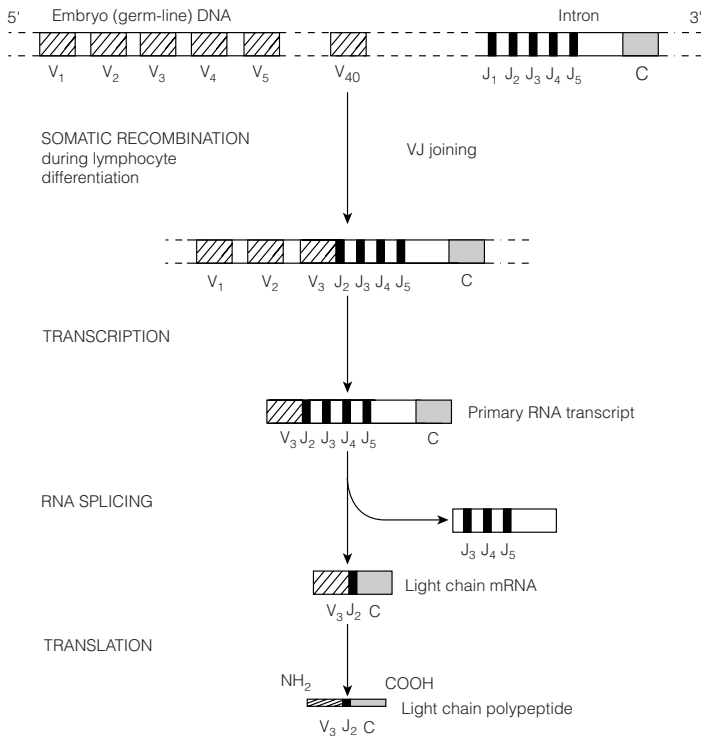 5' Embryo (germ-line) DNA Intron 3'
V1 V2 V3 V4 V5 V40 J1 J2 J3 J4 J5 C
SOMATIC RECOMBINATION
during lymphocyte
differentiation
VJ joining
V1 V2 V3 J2 J3 J4 J5 C
TRANSCRIPTION
Primary RNA transcript
V3 J2 J3 J4 J5 C
RNA SPLICING
J3 J4 J5
Light chain mRNA
V3 J2 C
TRANSLATION
NH2 COOH
Light chain polypeptide
V3 J2 C